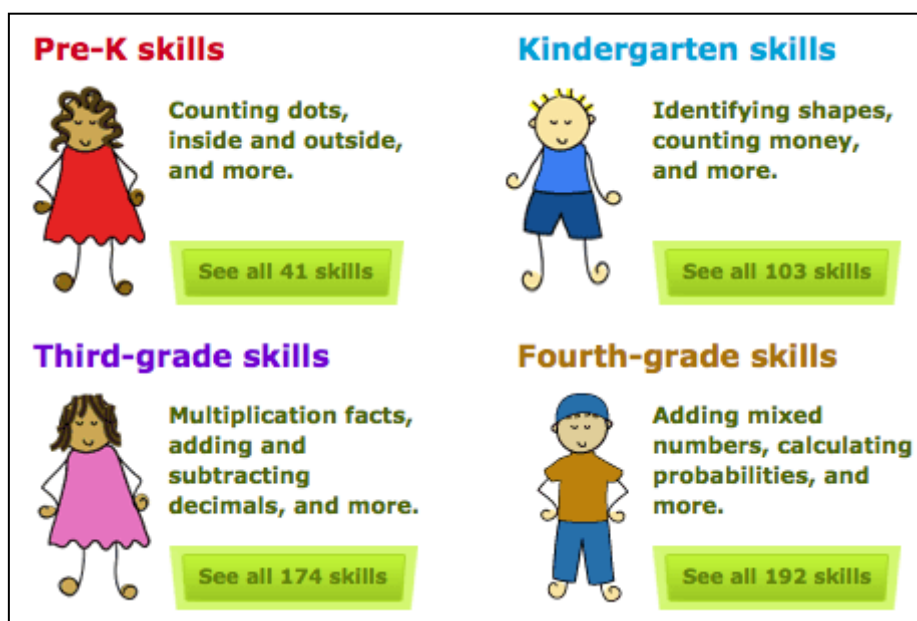 Pre-K skills
Counting dots,
inside and outside,
and more.
See all 41 skills
Kindergarten skills
Identifying shapes,
counting money,
and more.
See all 103 skills
Third-grade skills
Multiplication facts,
adding and
subtracting
decimals, and more.
See all 174 skills
Fourth-grade skills
Adding mixed
numbers, calculating
probabilities, and
more.
See all 192 skills